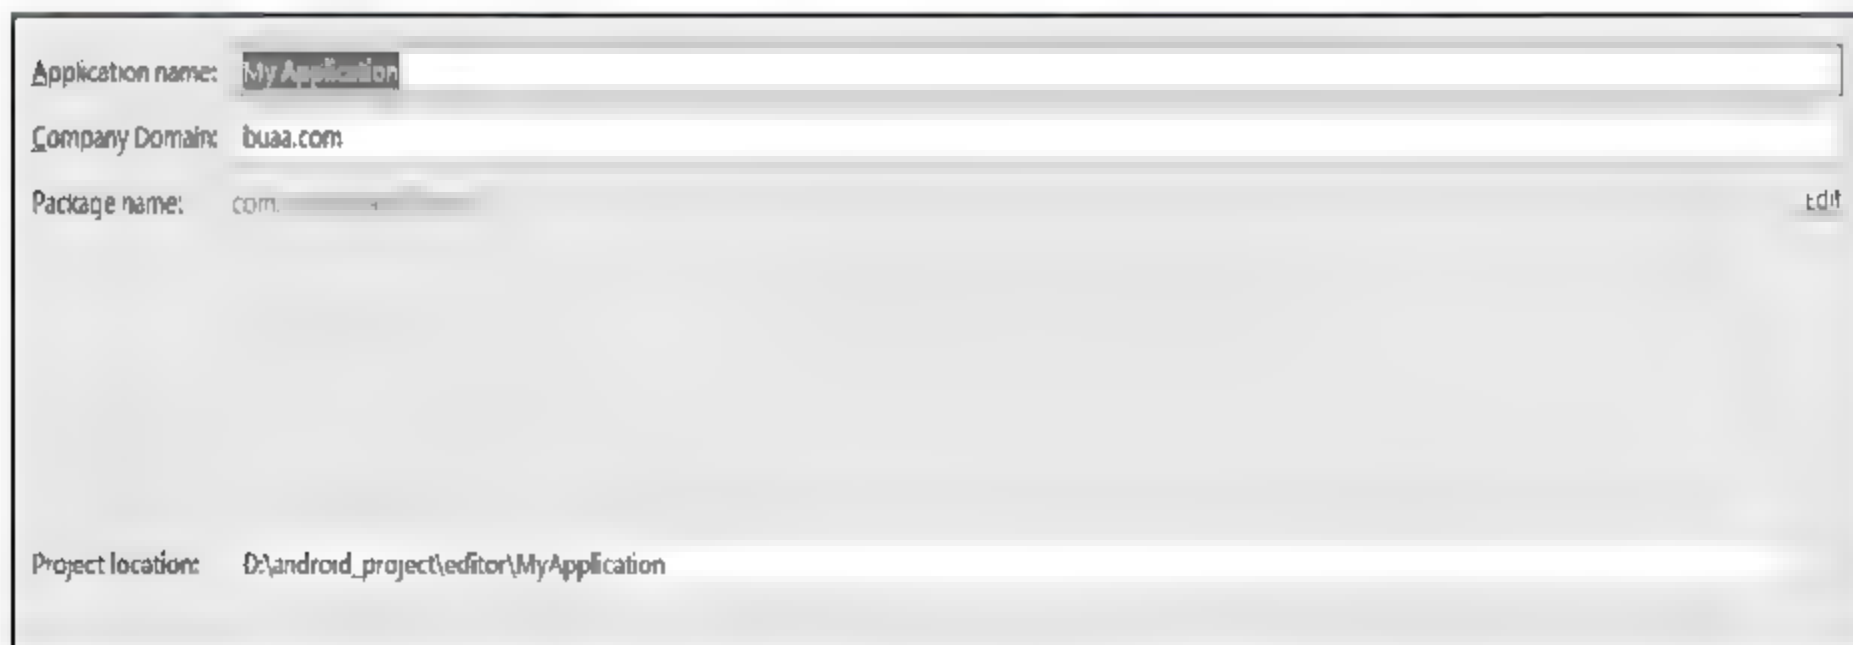 Application name: My Application
Company Domain: buaa.com
Package name: com. Edit
Project location: D:\android_project\editor\MyApplication